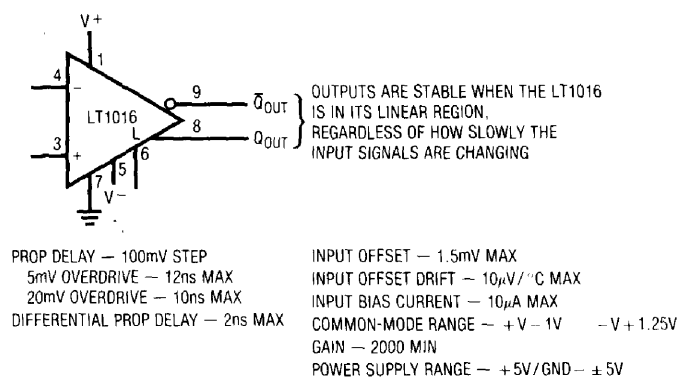 V+
1
4
−
9
Q̅OUT
LT1016
8
QOUT
L
3
+
6
5
7
V−
OUTPUTS ARE STABLE WHEN THE LT1016
IS IN ITS LINEAR REGION,
REGARDLESS OF HOW SLOWLY THE
INPUT SIGNALS ARE CHANGING
PROP DELAY — 100mV STEP
5mV OVERDRIVE — 12ns MAX
20mV OVERDRIVE — 10ns MAX
DIFFERENTIAL PROP DELAY — 2ns MAX
INPUT OFFSET — 1.5mV MAX
INPUT OFFSET DRIFT — 10μV/°C MAX
INPUT BIAS CURRENT — 10μA MAX
COMMON-MODE RANGE — +V − 1V −V + 1.25V
GAIN — 2000 MIN
POWER SUPPLY RANGE — +5V/GND − ±5V